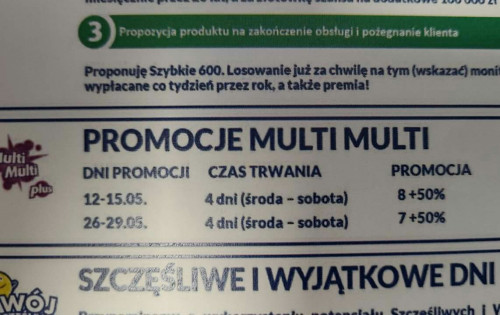 3 Propozycja produktu na zakończenie obsługi i pożegnanie klienta
Proponuję Szybkie 600. Losowanie już za chwilę na tym (wskazać)
wypłacane co tydzień przez rok, a także premia!
Multi
Multi
plus
PROMOCJE MULTI MULTI
DNI PROMOCJI CZAS TRWANIA PROMOCJA
12-15.05. 4 dni (środa – sobota) 8 +50%
26-29.05. 4 dni (środa – sobota) 7 +50%
SZCZĘŚLIWE I WYJĄTKOWE DNI